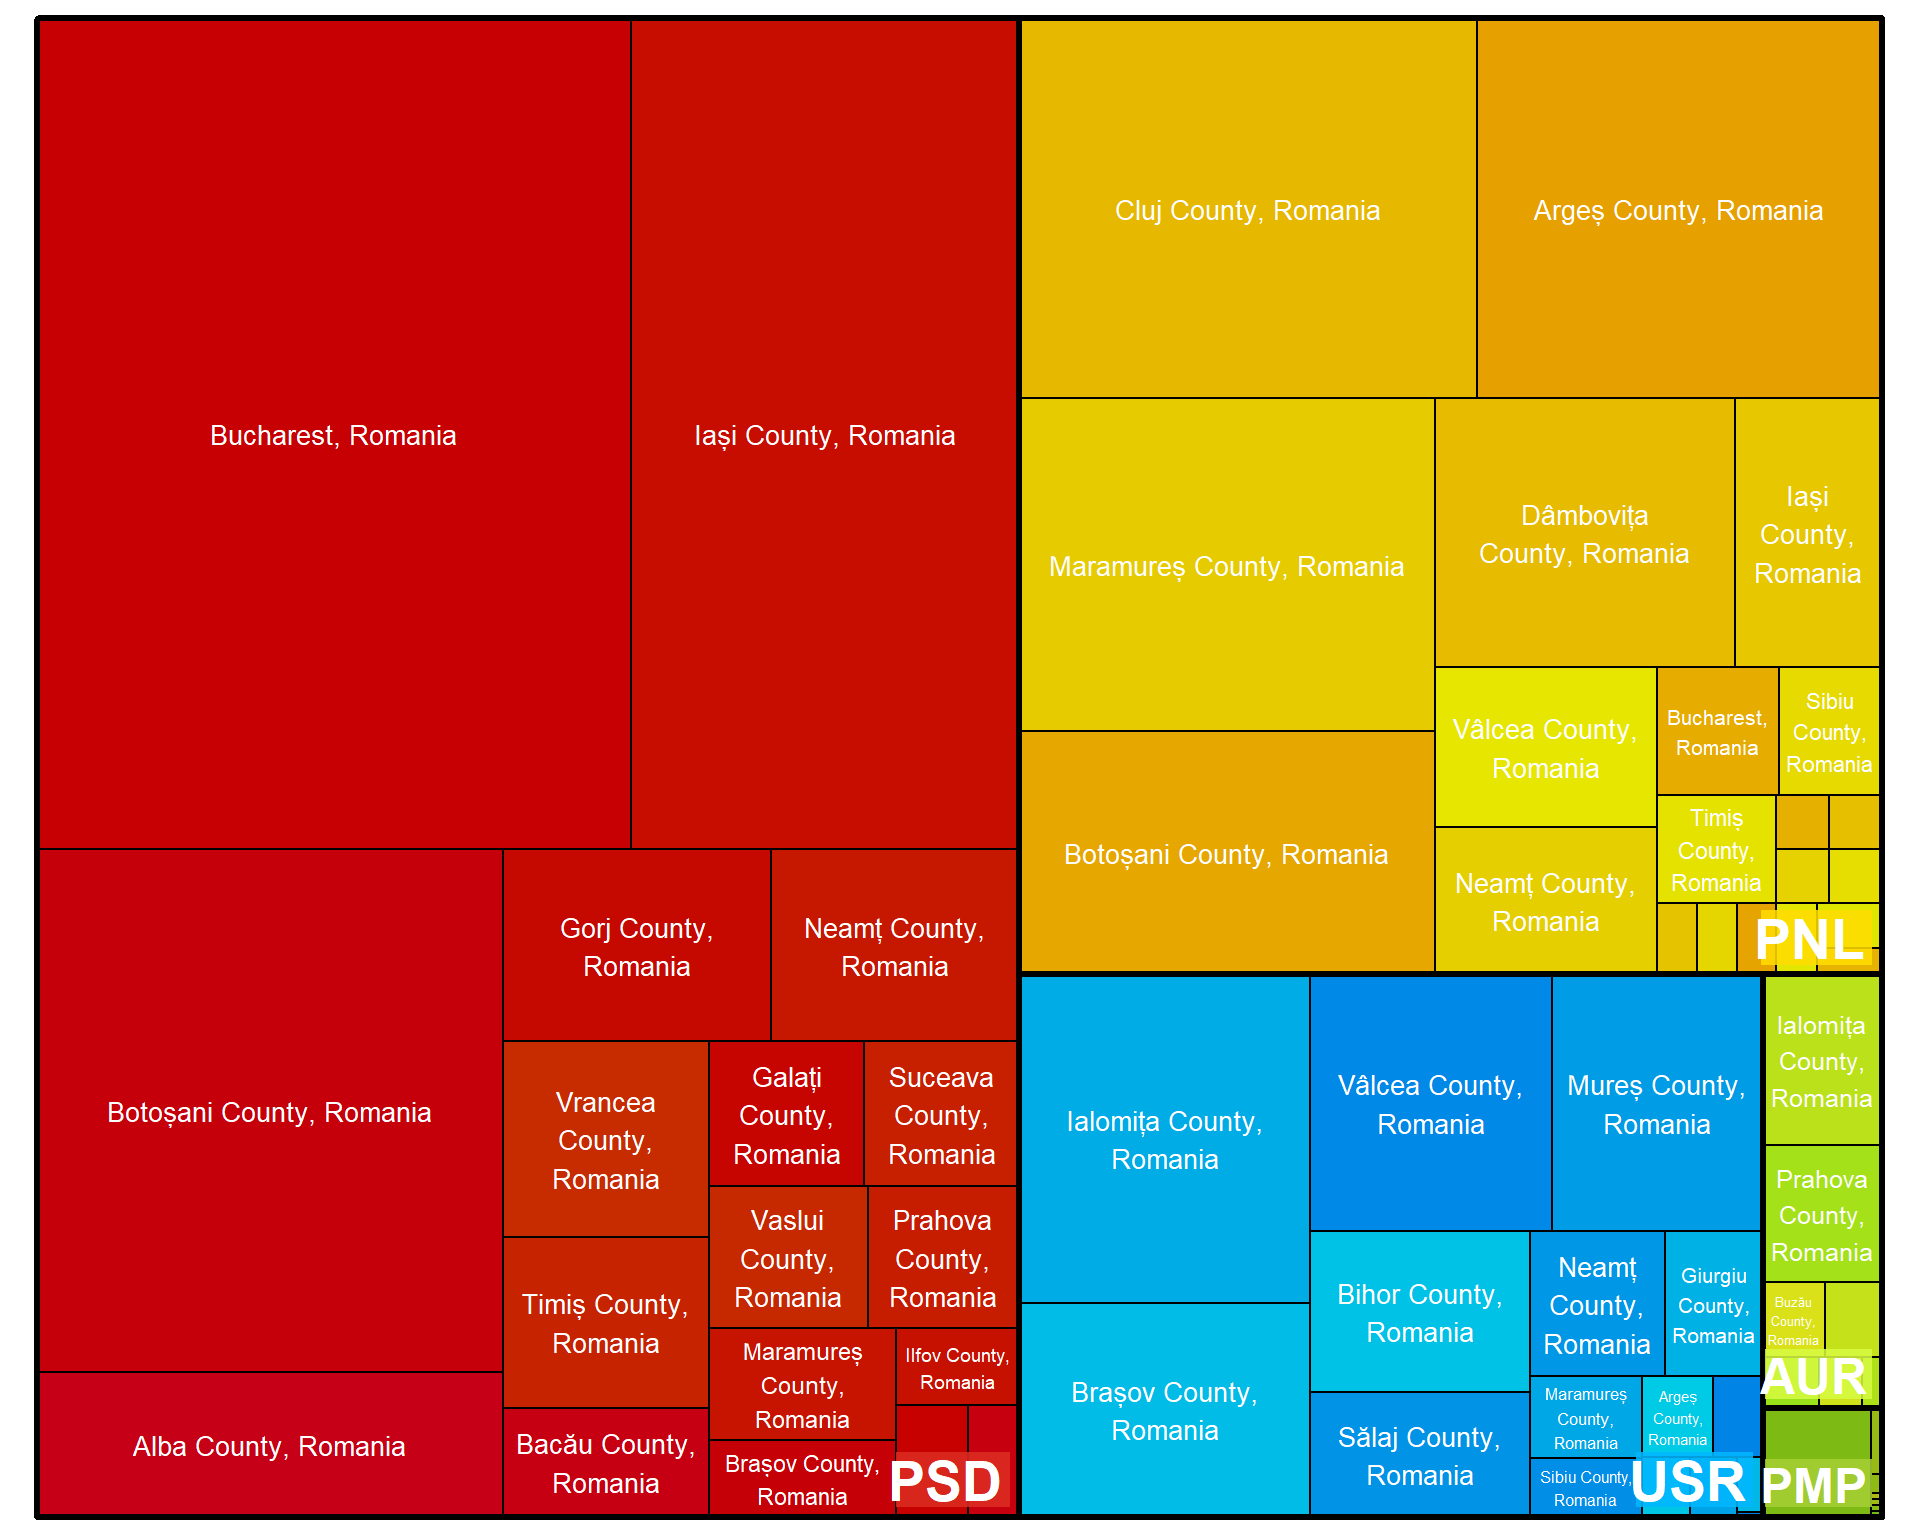 Bucharest, Romania
Iași County, Romania
Botoșani County, Romania
Alba County, Romania
Gorj County,
Romania
Neamț County,
Romania
Vrancea
County,
Romania
Galați
County,
Romania
Suceava
County,
Romania
Timiș County,
Romania
Vaslui
County,
Romania
Prahova
County,
Romania
Maramureș
County,
Romania
Ilfov County,
Romania
Bacău County,
Romania
Brașov County,
Romania
PSD
Cluj County, Romania
Argeș County, Romania
Maramureș County, Romania
Dâmbovița
County, Romania
Iași
County,
Romania
Botoșani County, Romania
Vâlcea County,
Romania
Bucharest,
Romania
Sibiu
County,
Romania
Neamț County,
Romania
Timiș
County,
Romania
PNL
Ialomița County,
Romania
Brașov County,
Romania
Vâlcea County,
Romania
Mureș County,
Romania
Bihor County,
Romania
Neamț
County,
Romania
Giurgiu
County,
Romania
Sălaj County,
Romania
Maramureș
County,
Romania
Argeș
County,
Romania
Sibiu County,
Romania
USR
Ialomița
County,
Romania
Prahova
County,
Romania
Buzău
County,
Romania
AUR
PMP